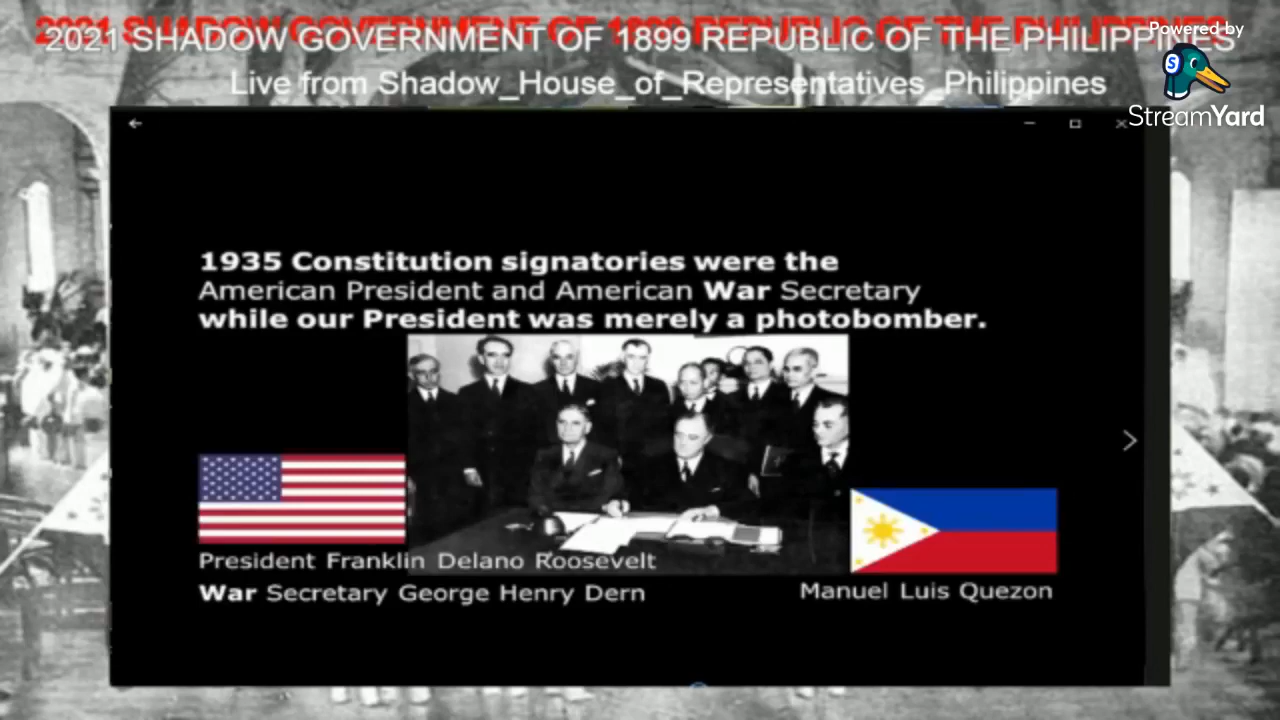 2021 SHADOW GOVERNMENT OF 1899 REPUBLIC OF THE PHILIPPINES
Powered by
Live from Shadow_House_of_Representatives_Philippines
StreamYard
1935 Constitution signatories were the
American President and American War Secretary
while our President was merely a photobomber.
President Franklin Delano Roosevelt
War Secretary George Henry Dern
Manuel Luis Quezon